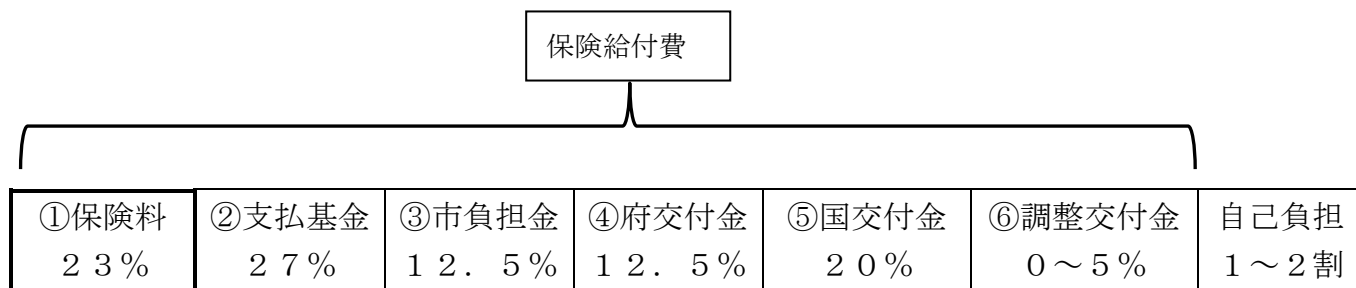 保険給付費
①保険料 ②支払基金 ③市負担金 ④府交付金 ⑤国交付金 ⑥調整交付金 自己負担
２３％ ２７％ １２．５％ １２．５％ ２０％ ０～５％ １～２割